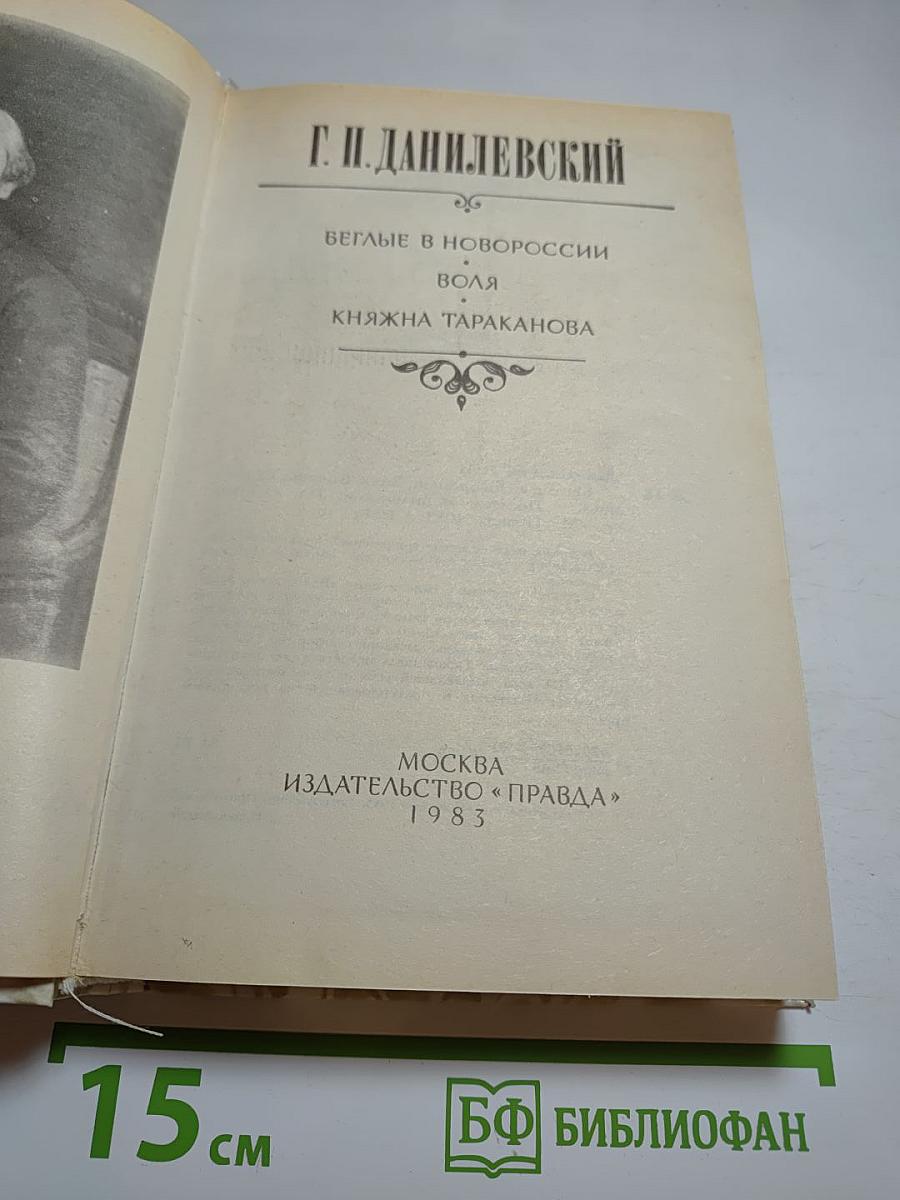 Г. П. ДАНИЛЕВСКИЙ
БЕГЛЫЕ В НОВОРОССИИ
•
ВОЛЯ
•
КНЯЖНА ТАРАКАНОВА
МОСКВА
ИЗДАТЕЛЬСТВО «ПРАВДА»
1983
15 см
БФ БИБЛИОФАН